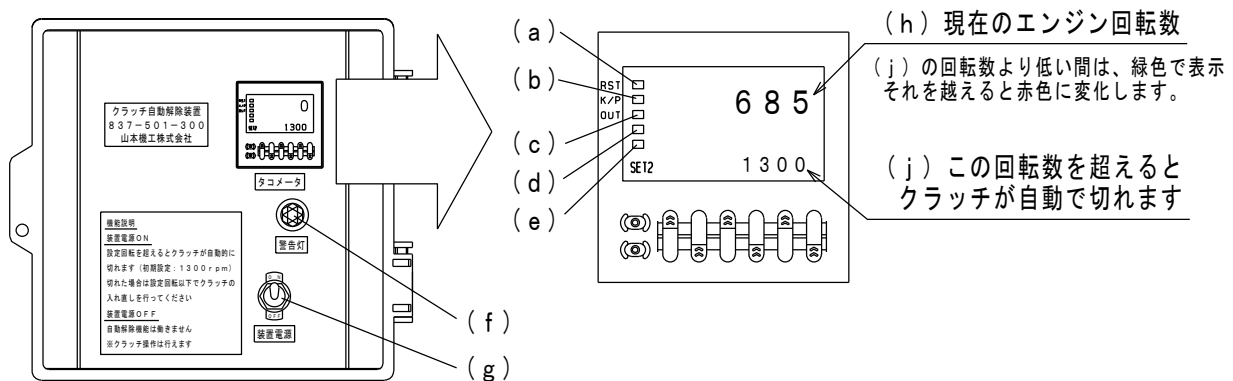 クラッチ自動解除装置
837-501-300
山本機工株式会社
0
1300
タコメータ
警告灯
ON
OFF
装置電源
機能説明
装置電源ON
設定回転を超えるとクラッチが自動的に
切れます(初期設定:1300rpm)
切れた場合は設定回転以下でクラッチの
入れ直しを行ってください
装置電源OFF
自動解除機能は働きません
※クラッチ操作は行えます
(a)
(b)
(c)
(d)
(e)
(f)
(g)
RST
K/P
OUT
685
SET2
1300
(h)現在のエンジン回転数
(j)の回転数より低い間は、緑色で表示
それを越えると赤色に変化します。
(j)この回転数を超えると
クラッチが自動で切れます